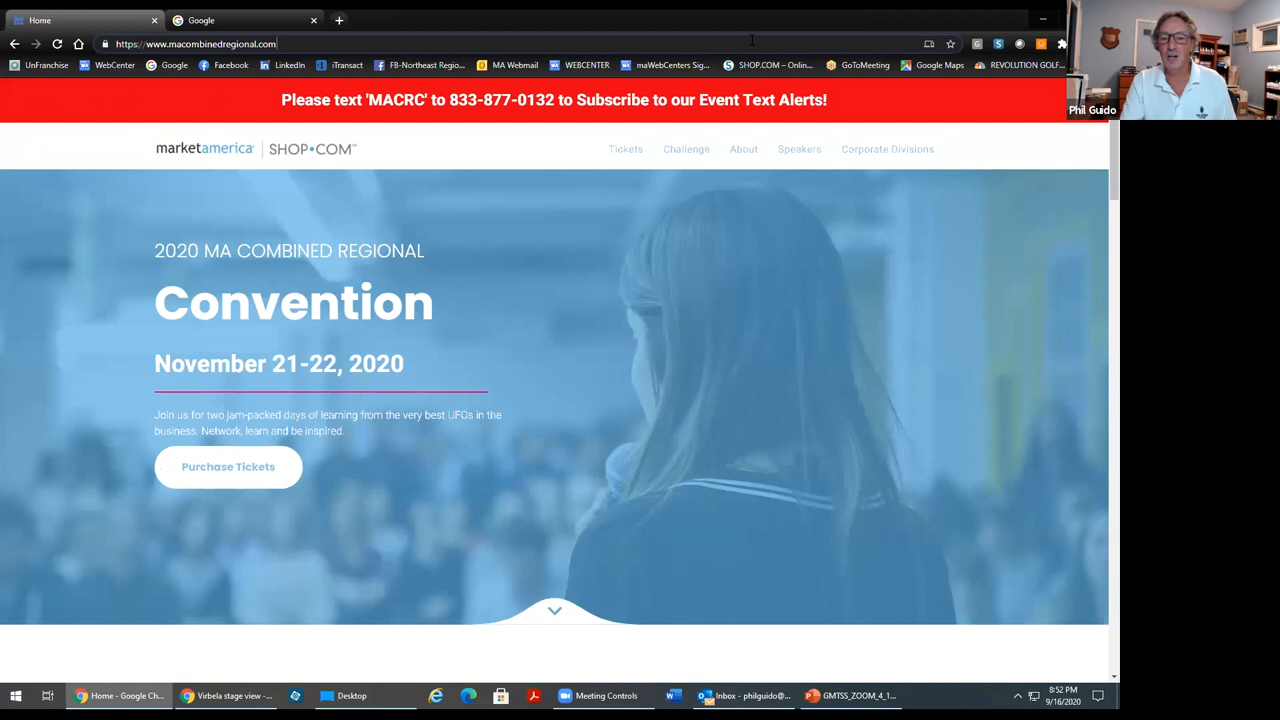 Home
Google
https://www.macombinedregional.com
UnFranchise
WebCenter
Google
Facebook
LinkedIn
iTransact
FB-Northeast Regio...
MA Webmail
WEBCENTER
maWebCenters Sig...
SHOP.COM – Onlin...
GoToMeeting
Google Maps
REVOLUTION GOLF...
Phil Guido
Please text 'MACRC' to 833-877-0132 to Subscribe to our Event Text Alerts!
marketamerica® | SHOP•COM™
Tickets
Challenge
About
Speakers
Corporate Divisions
2020 MA COMBINED REGIONAL
Convention
November 21-22, 2020
Join us for two jam-packed days of learning from the very best UFOs in the
business. Network, learn and be inspired.
Purchase Tickets
Home - Google Ch...
Virbela stage view -...
Desktop
Meeting Controls
Inbox - philguido@...
GMTSS_ZOOM_4_1...
8:52 PM
9/16/2020